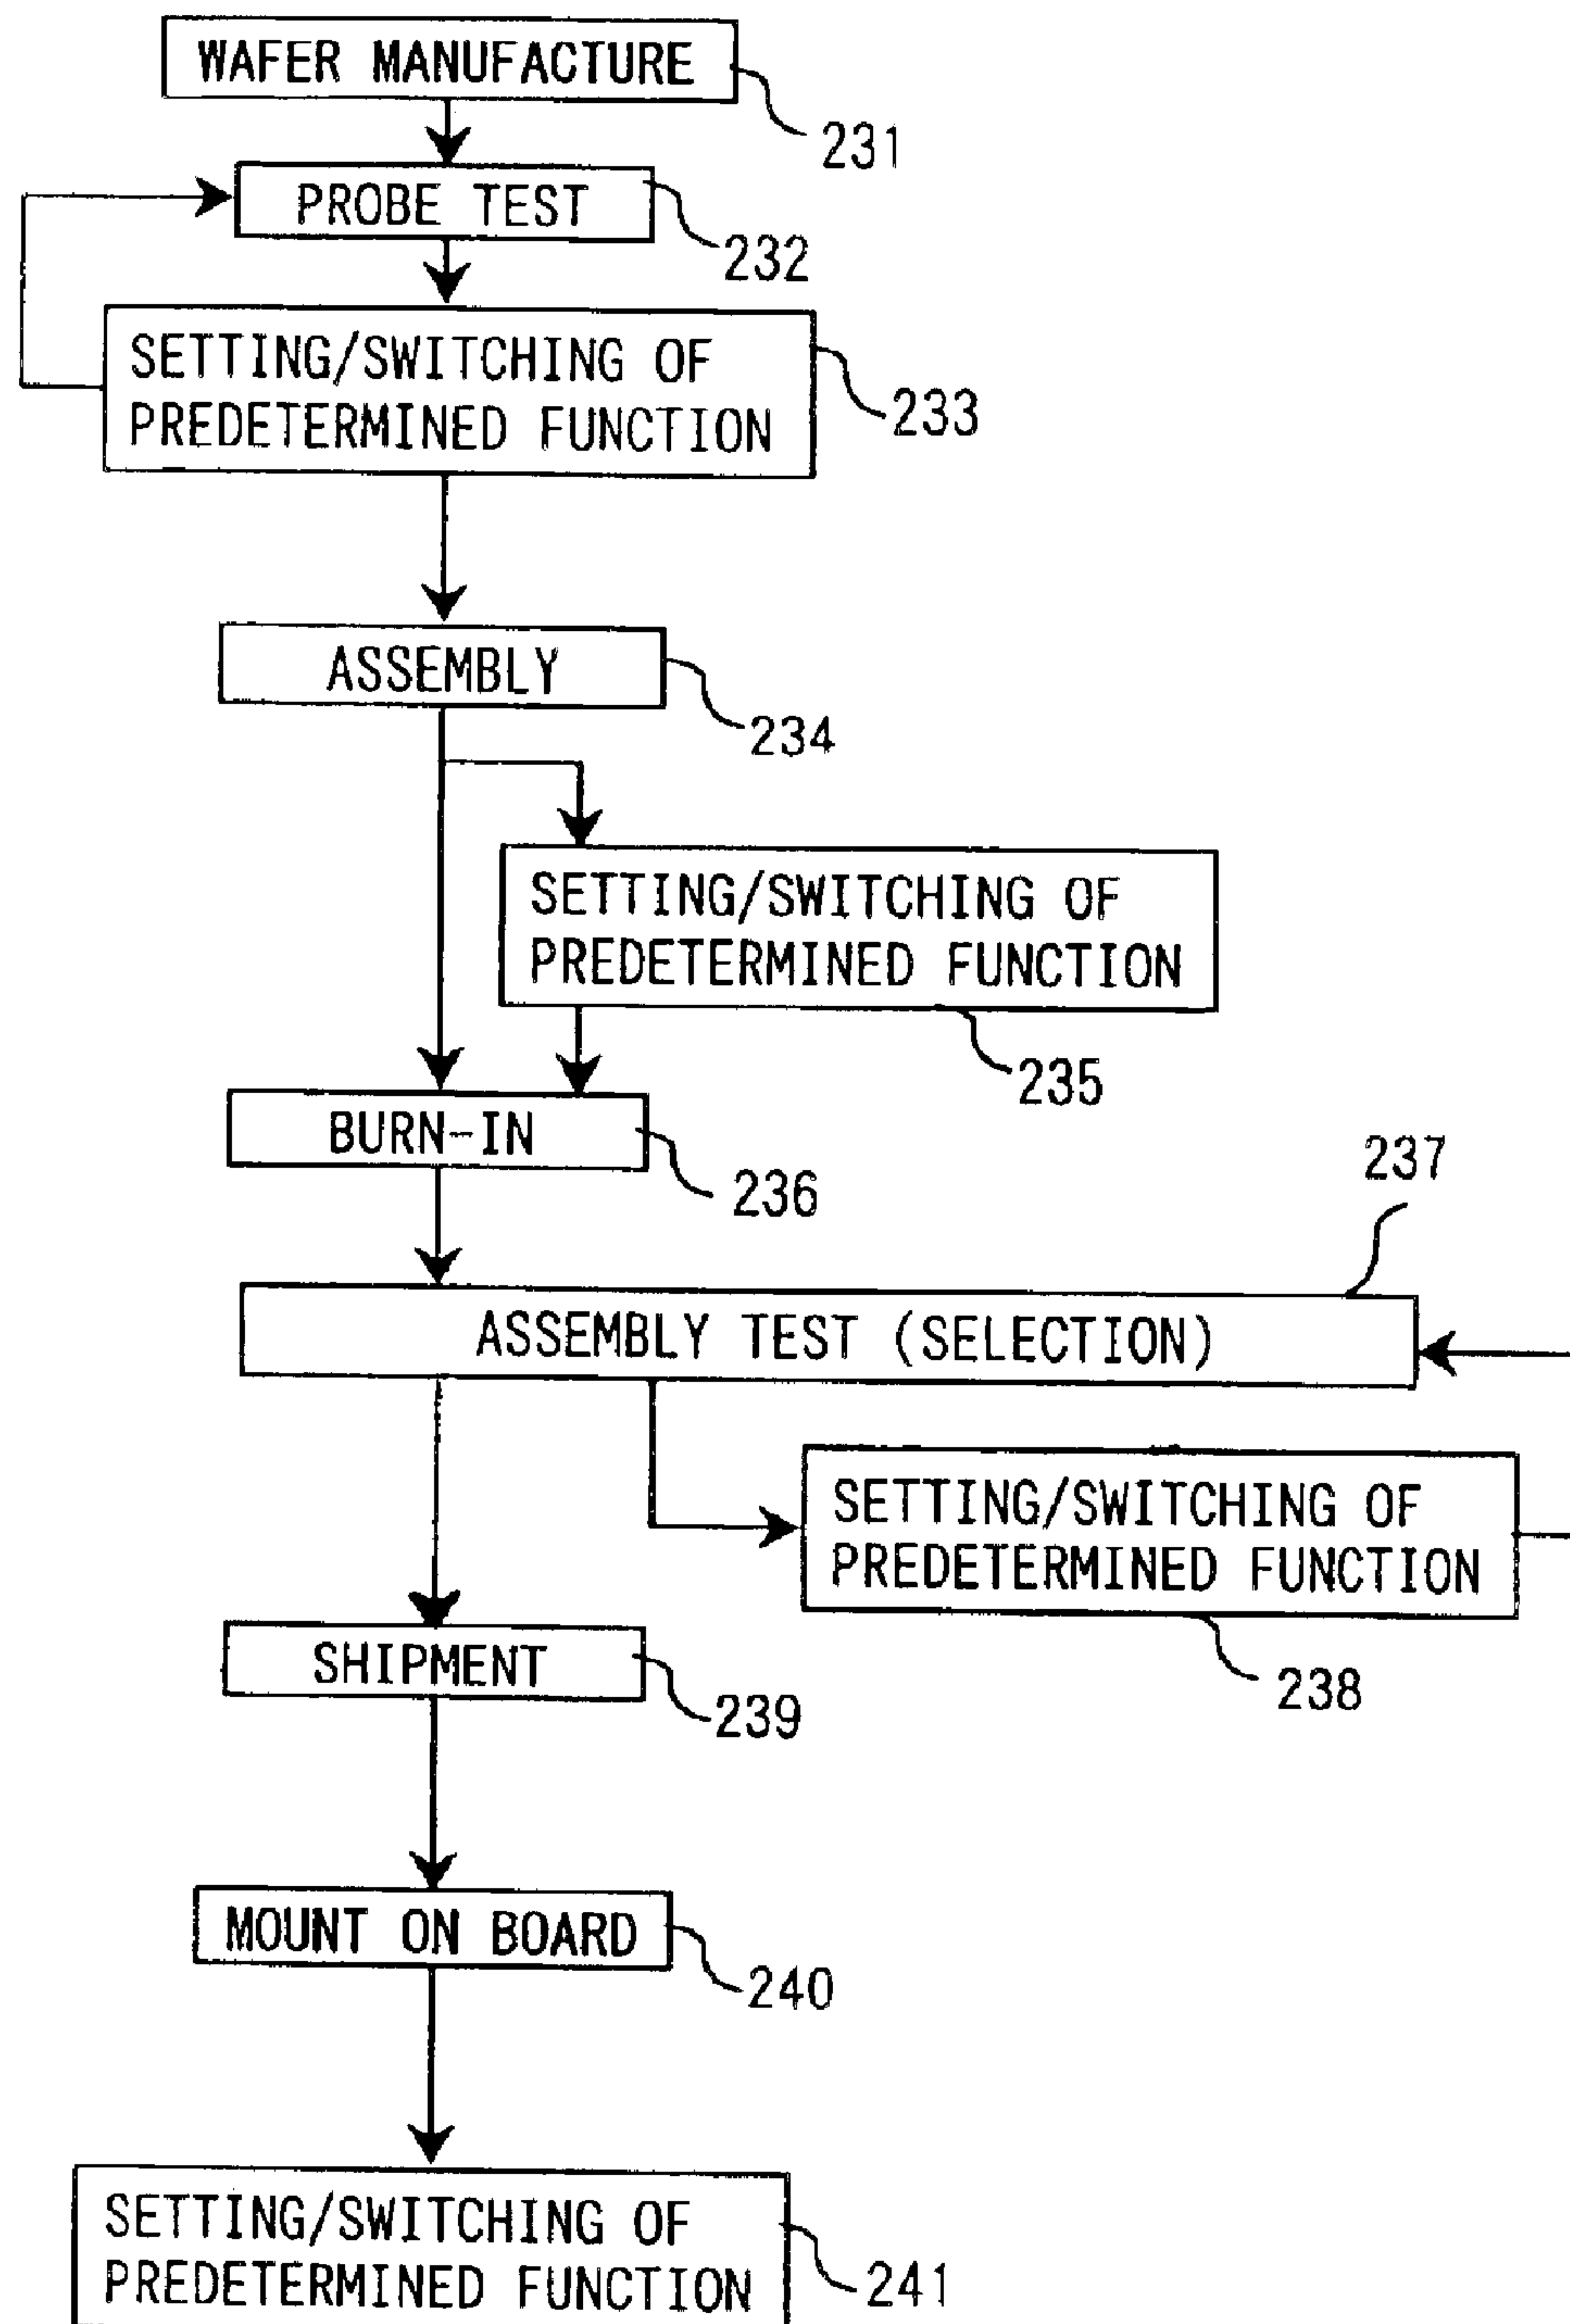 WAFER MANUFACTURE
231
PROBE TEST
232
SETTING/SWITCHING OF
PREDETERMINED FUNCTION
233
ASSEMBLY
234
SETTING/SWITCHING OF
PREDETERMINED FUNCTION
235
BURN-IN
236
237
ASSEMBLY TEST (SELECTION)
SETTING/SWITCHING OF
PREDETERMINED FUNCTION
238
SHIPMENT
239
MOUNT ON BOARD
240
SETTING/SWITCHING OF
PREDETERMINED FUNCTION
241